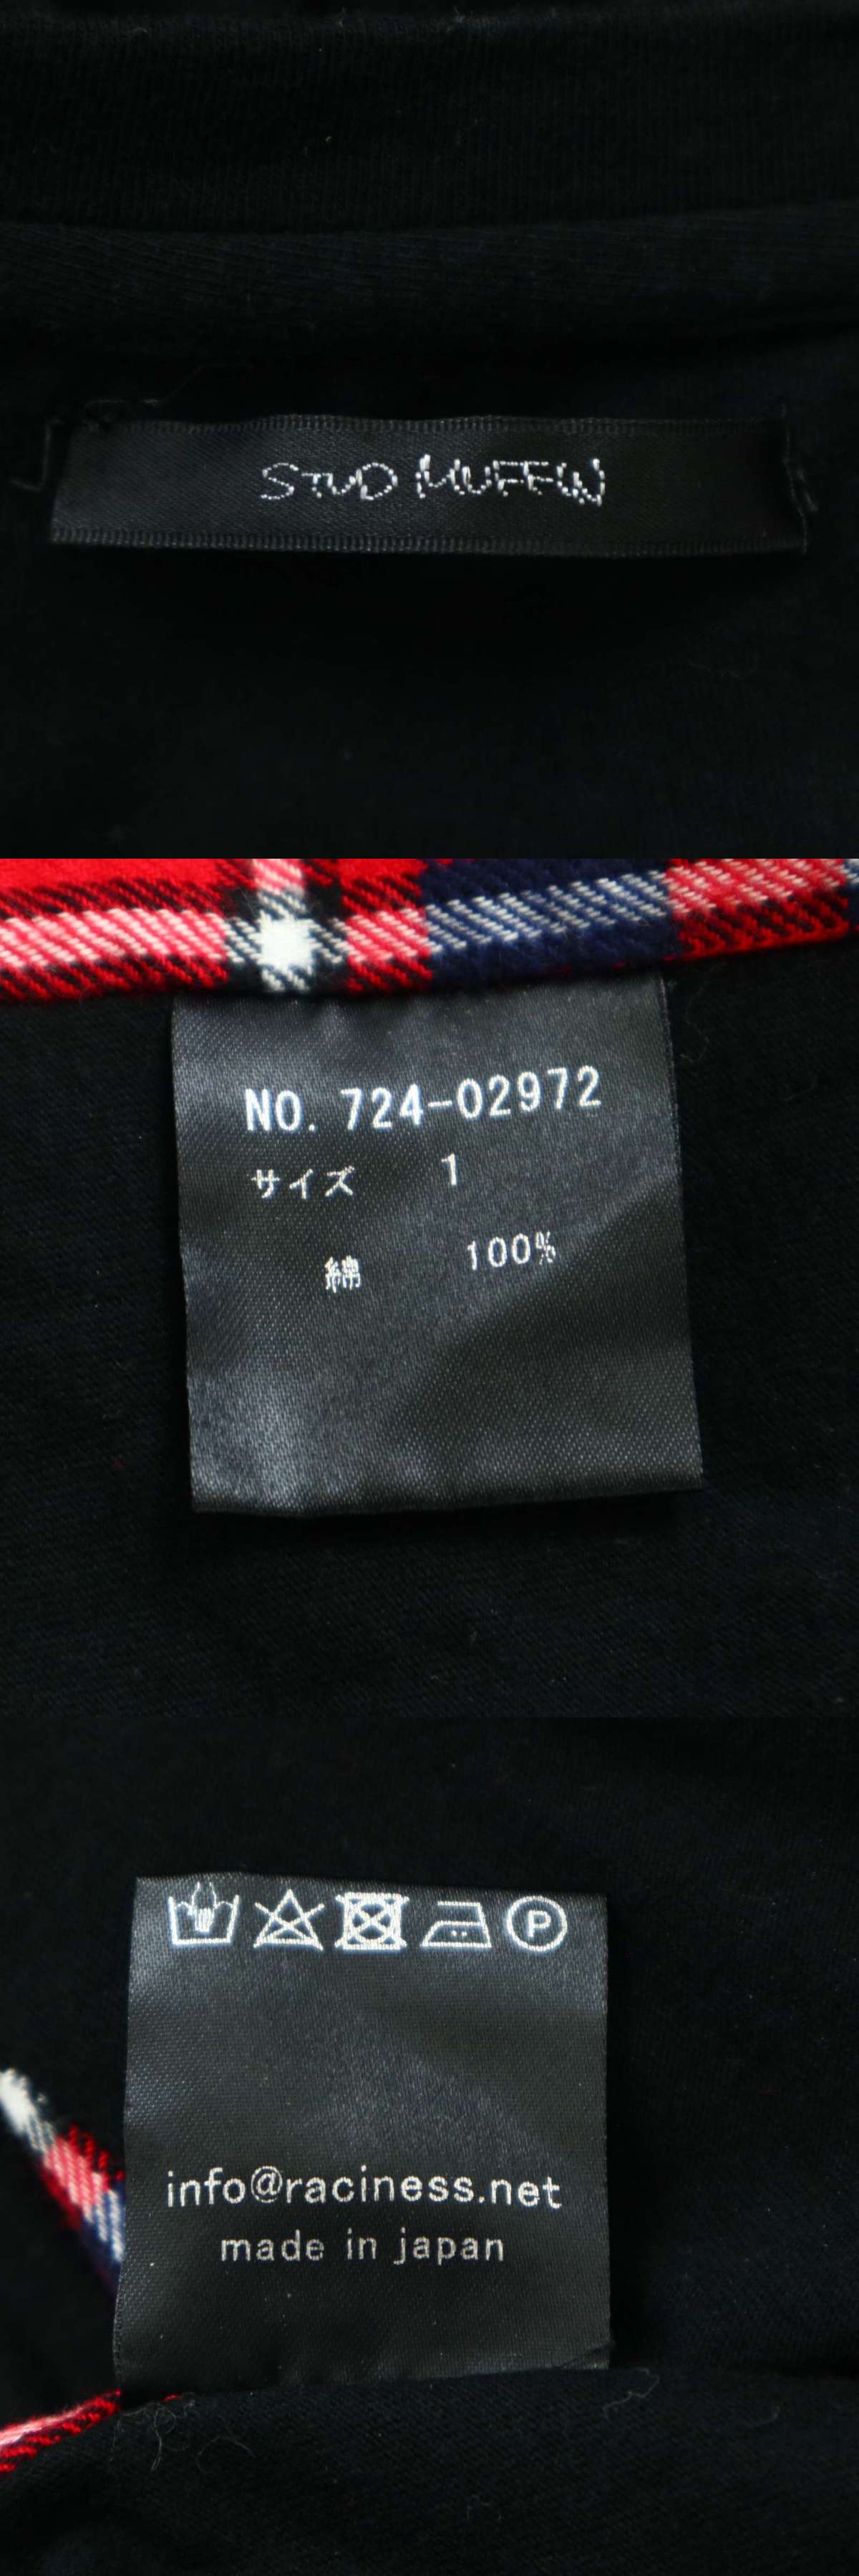 STUD MUFFIN
NO. 724-02972
サイズ 1
綿 100%
P
info@raciness.net
made in japan